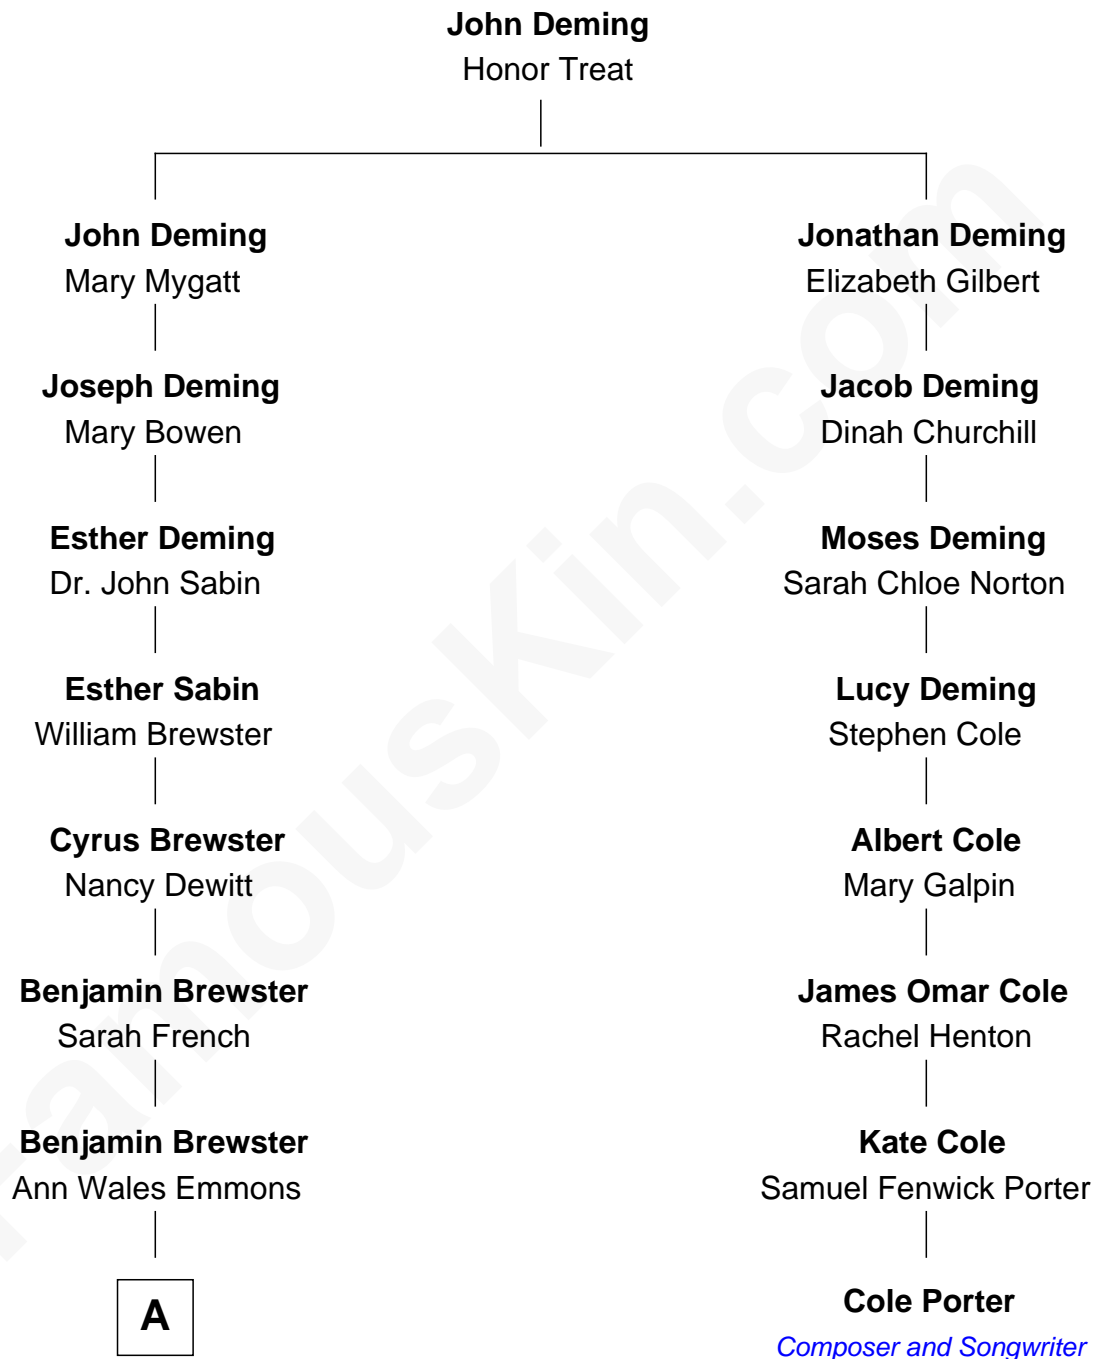 John Deming
Honor Treat
John Deming
Mary Mygatt
Joseph Deming
Mary Bowen
Esther Deming
Dr. John Sabin
Esther Sabin
William Brewster
Cyrus Brewster
Nancy Dewitt
Benjamin Brewster
Sarah French
Benjamin Brewster
Ann Wales Emmons
A
Jonathan Deming
Elizabeth Gilbert
Jacob Deming
Dinah Churchill
Moses Deming
Sarah Chloe Norton
Lucy Deming
Stephen Cole
Albert Cole
Mary Galpin
James Omar Cole
Rachel Henton
Kate Cole
Samuel Fenwick Porter
Cole Porter
Composer and Songwriter
FamousKin.com